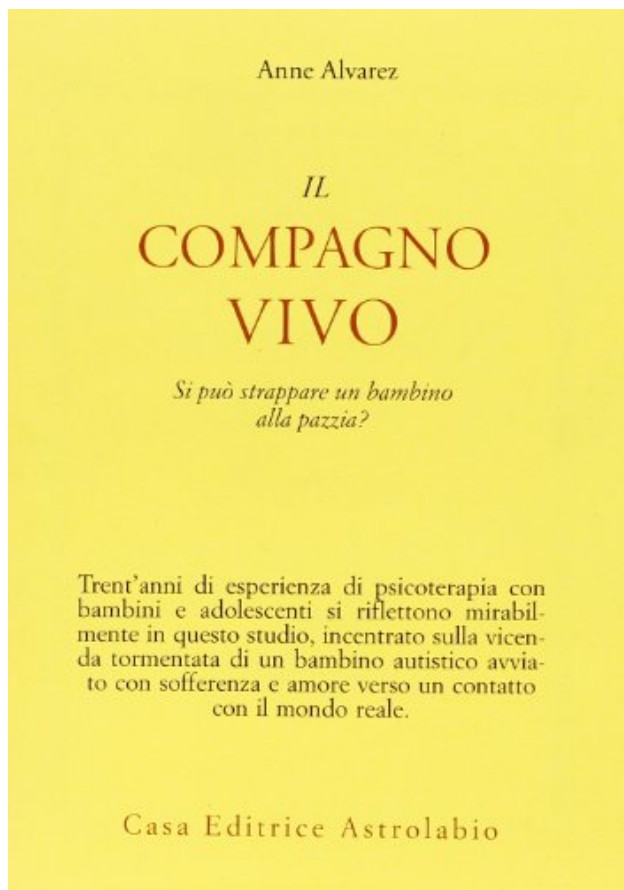 Anne Alvarez
IL
COMPAGNO
VIVO
Si può strappare un bambino
alla pazzia?
Trent'anni di esperienza di psicoterapia con
bambini e adolescenti si riflettono mirabil-
mente in questo studio, incentrato sulla vicen-
da tormentata di un bambino autistico avvia-
to con sofferenza e amore verso un contatto
con il mondo reale.
Casa Editrice Astrolabio